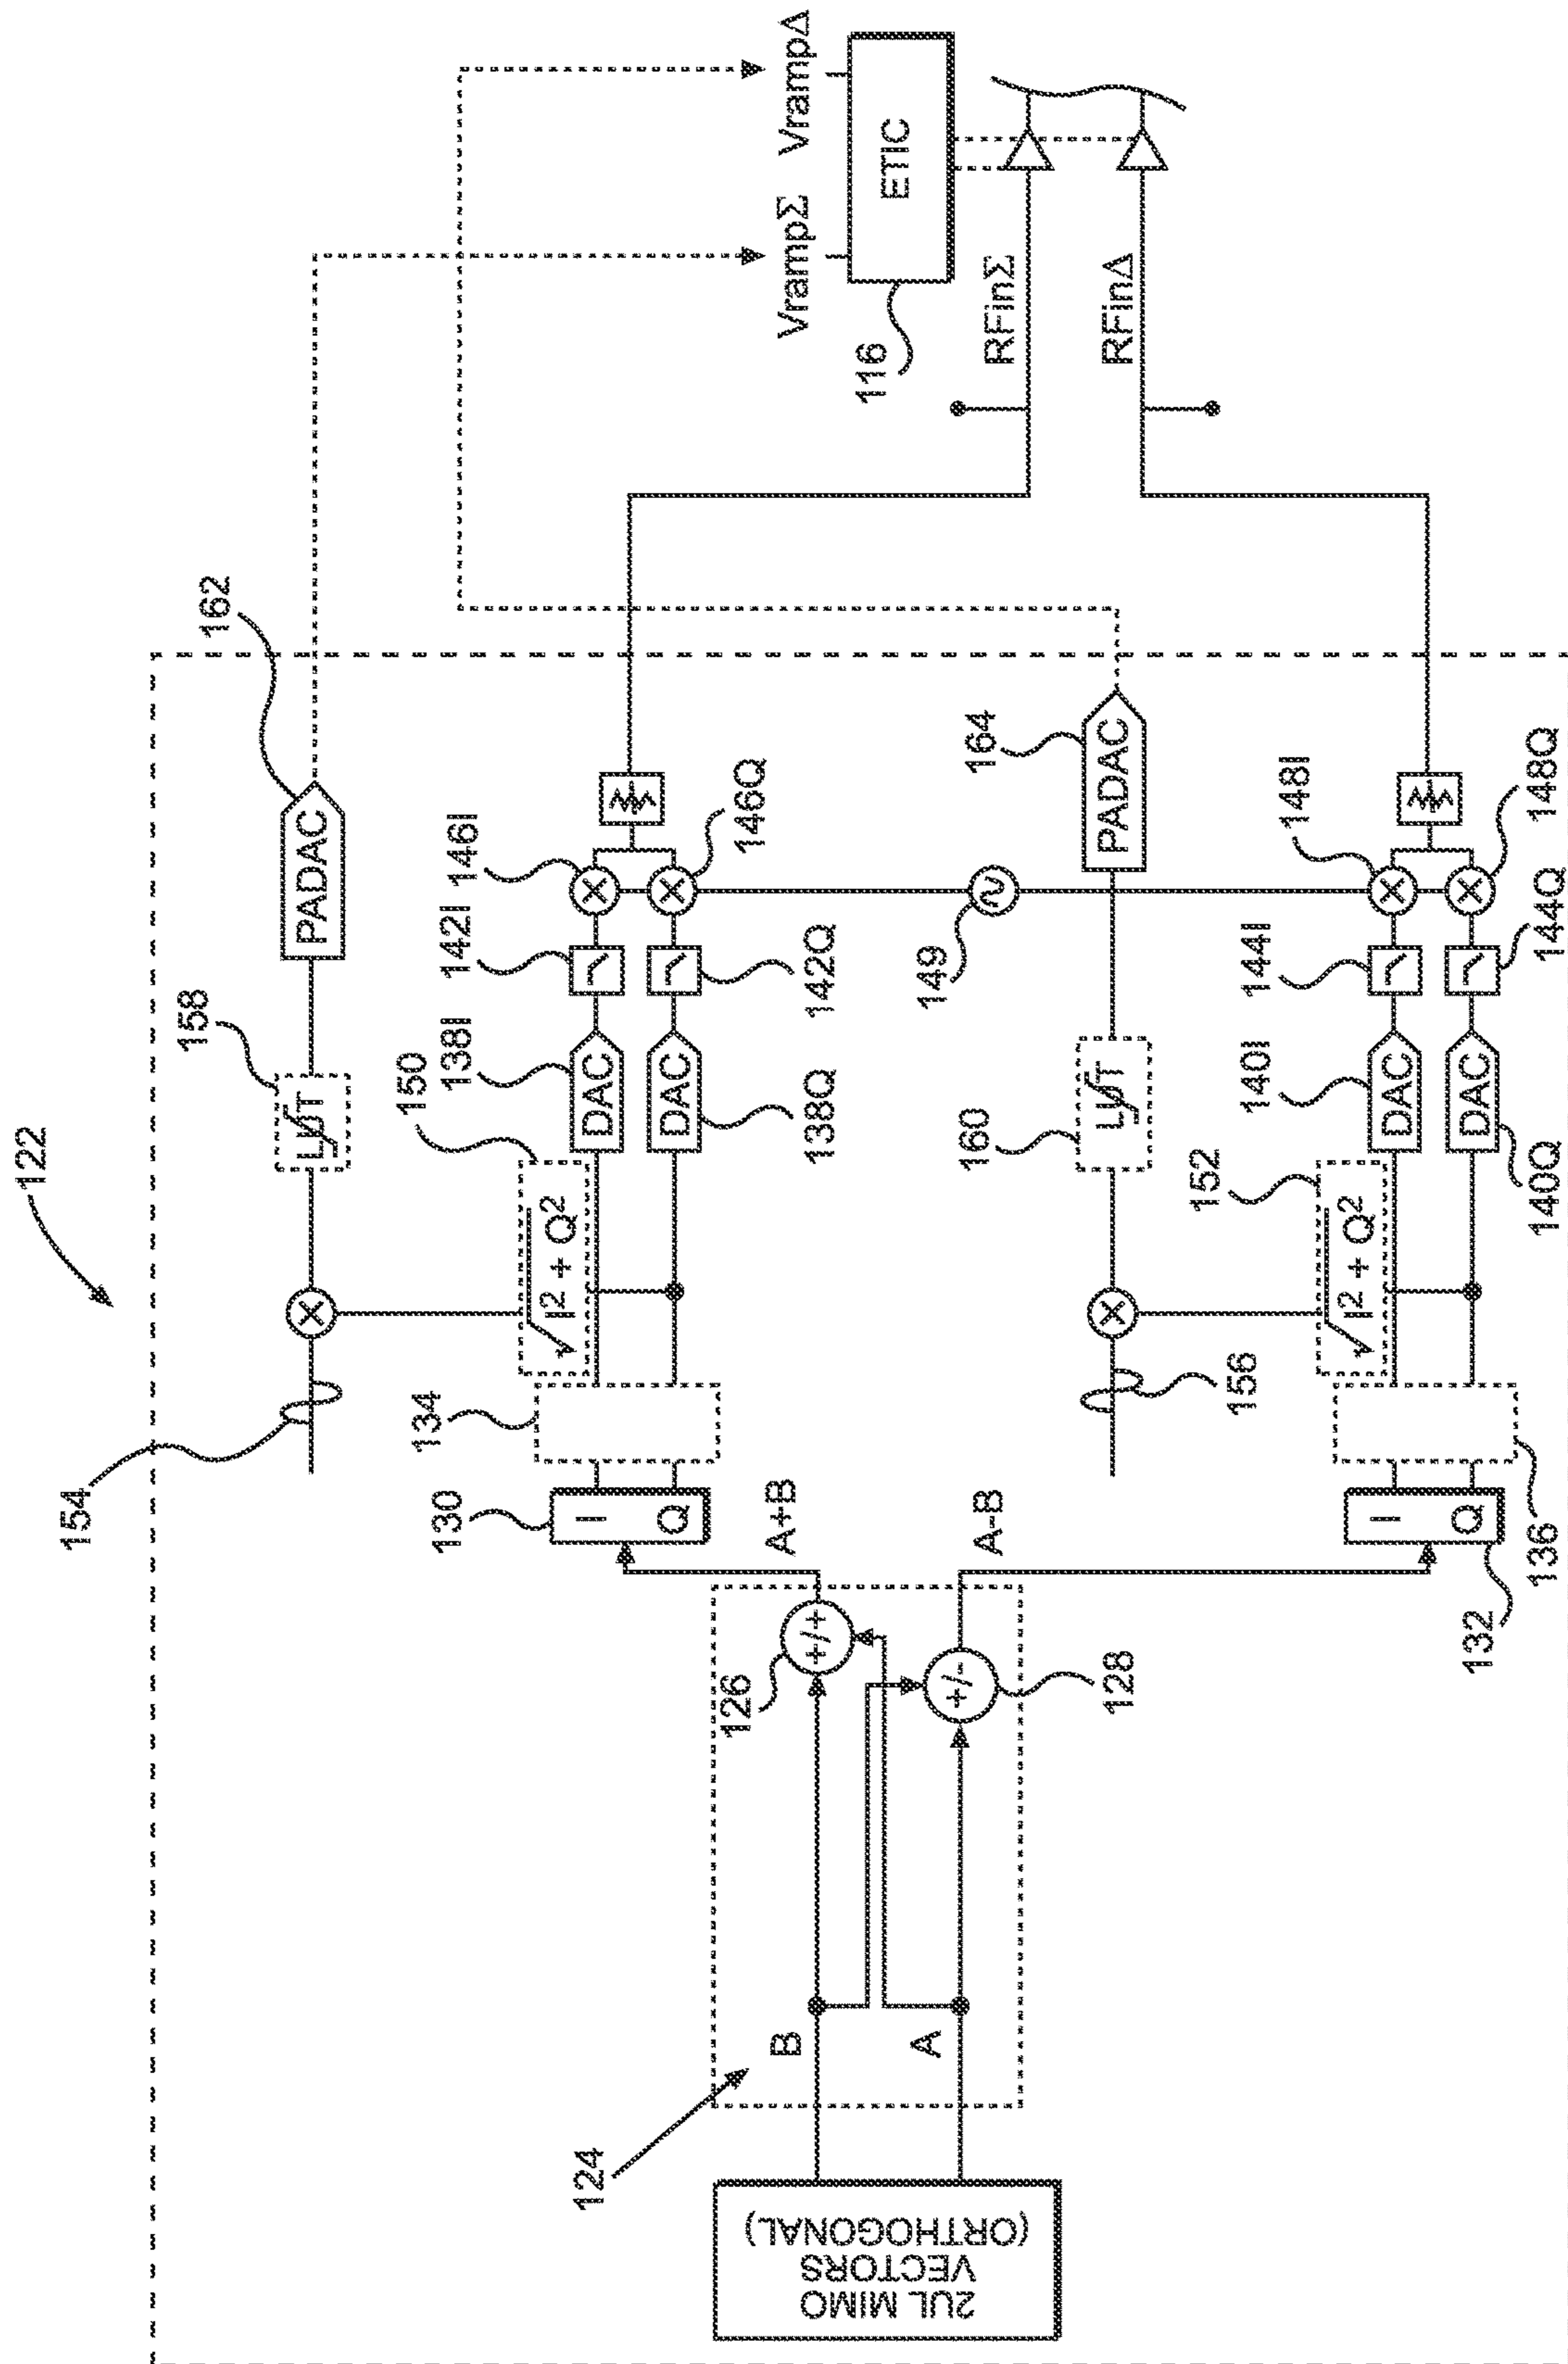 122
154
158
162
LUT
PADAC
134
150
138I
142I
146I
√I² + Q²
DAC
DAC
138Q
142Q
146Q
130
I
Q
A+B
126
+/+
124
B
A
+/-
128
A-B
2UL MIMO
VECTORS
(ORTHOGONAL)
149
164
PADAC
160
LUT
156
152
140I
144I
148I
√I² + Q²
DAC
DAC
140Q
144Q
148Q
I
Q
132
136
VrampΣ
VrampΔ
ETIC
116
RFinΣ
RFinΔ